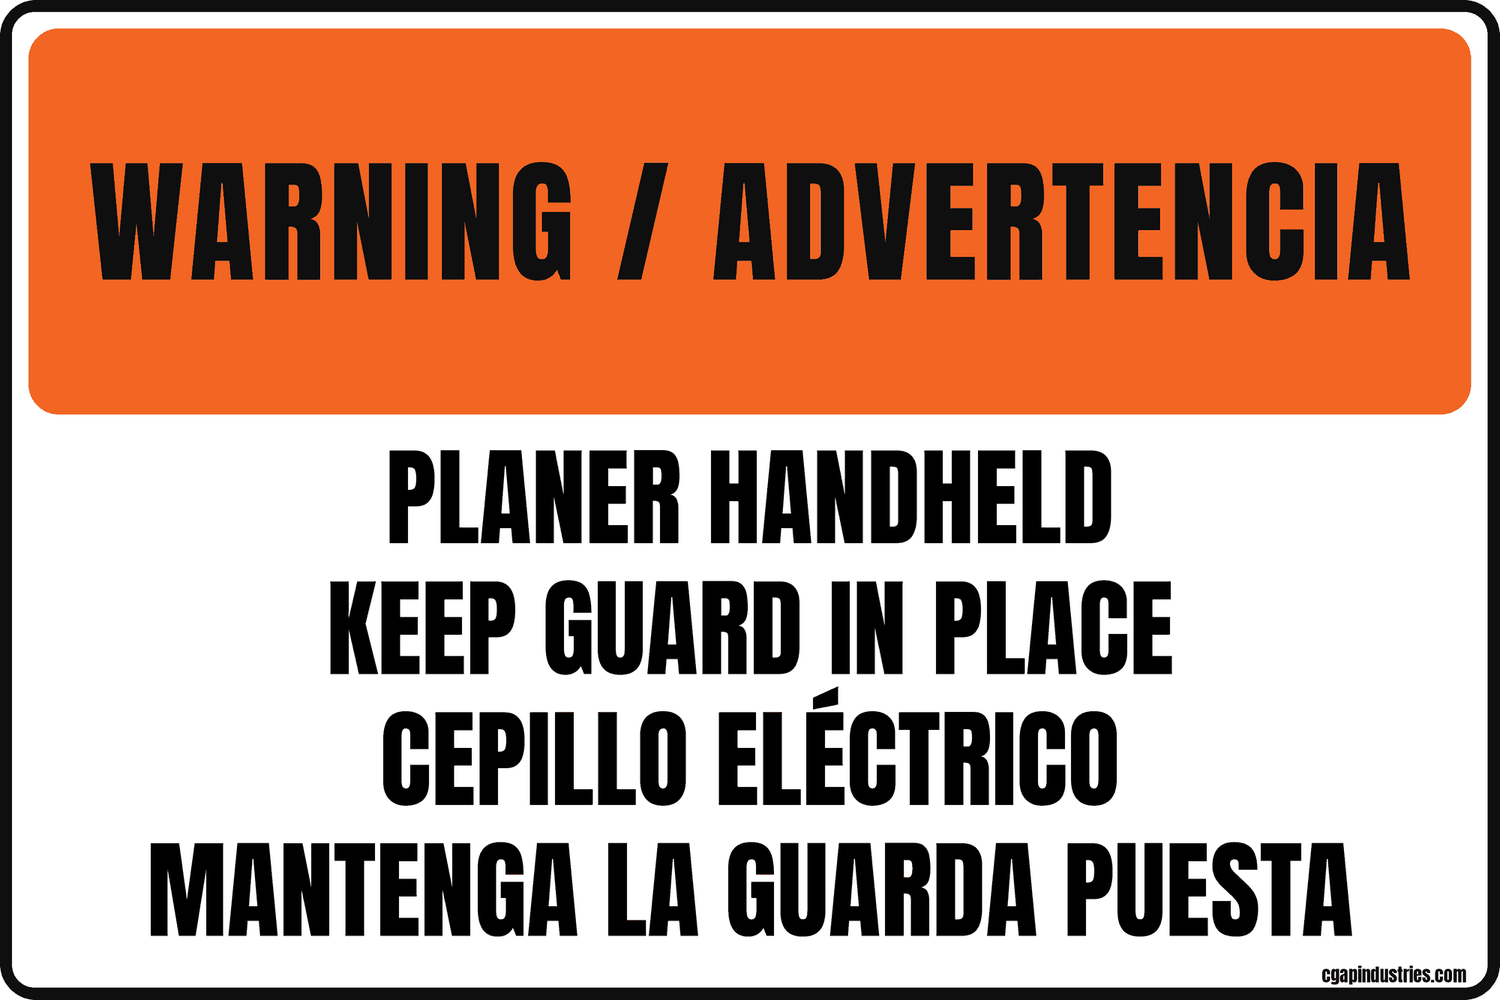 WARNING / ADVERTENCIA
PLANER HANDHELD
KEEP GUARD IN PLACE
CEPILLO ELÉCTRICO
MANTENGA LA GUARDA PUESTA
cgapindustries.com